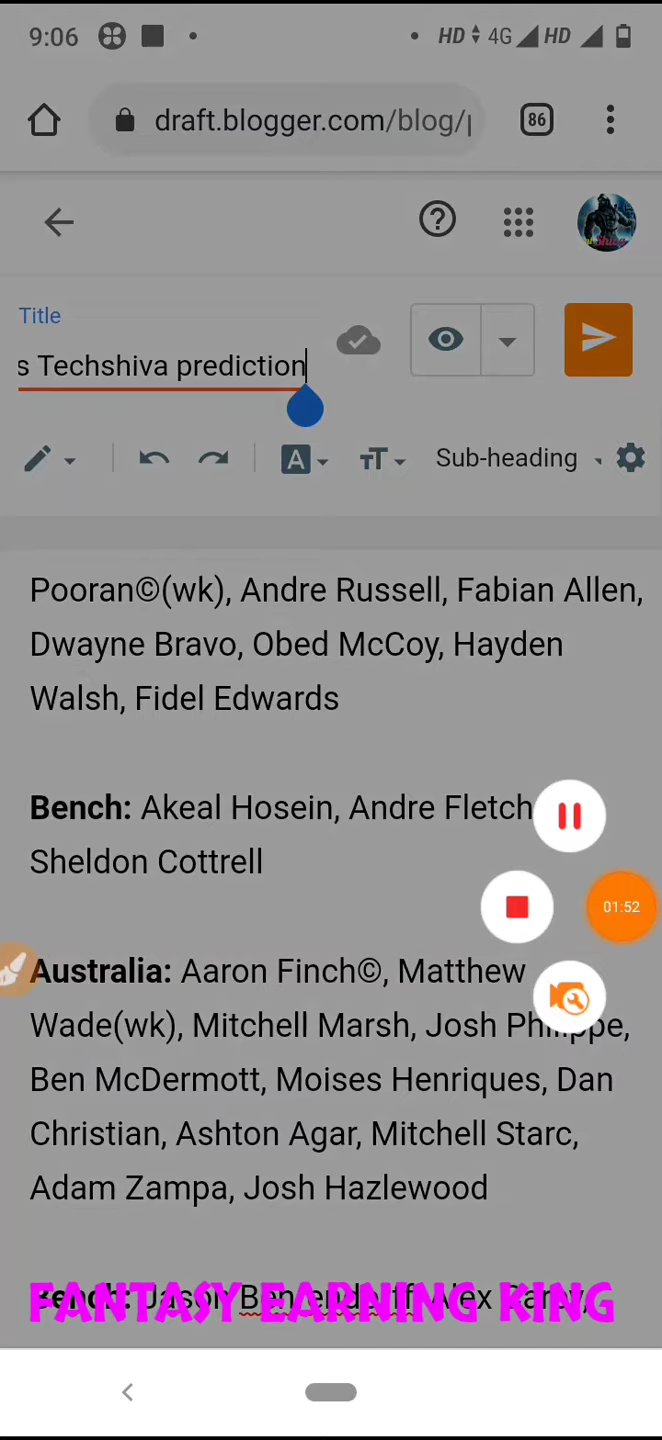 9:06 HD 4G HD
draft.blogger.com/blog/p 86
Title
s Techshiva prediction
A TT Sub-heading
Pooran©(wk), Andre Russell, Fabian Allen,
Dwayne Bravo, Obed McCoy, Hayden
Walsh, Fidel Edwards
Bench: Akeal Hosein, Andre Fletch
Sheldon Cottrell
01:52
Australia: Aaron Finch©, Matthew
Wade(wk), Mitchell Marsh, Josh Philippe,
Ben McDermott, Moises Henriques, Dan
Christian, Ashton Agar, Mitchell Starc,
Adam Zampa, Josh Hazlewood
Bench: Jason
FANTASY EARNING KING